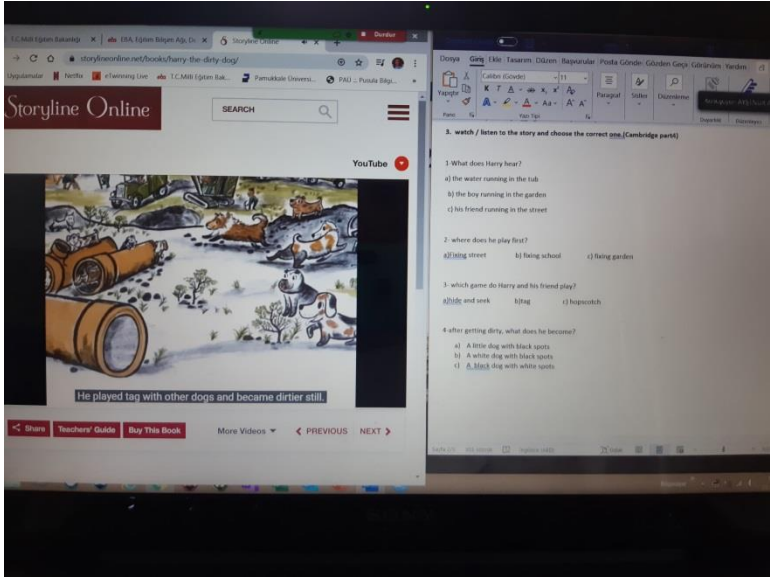 T.C.Milli Eğitim Bakanlığı
EBA, Eğitim Bilişim Ağı, De
Storyline Online
Durdur
storylineonline.net/books/harry-the-dirty-dog/
Uygulamalar
Netflix
eTwinning Live
T.C.Milli Eğitim Bak...
Pamukkale Üniversi...
PAÜ :: Pusula Bilgi...
Storyline Online
SEARCH
YouTube
He played tag with other dogs and became dirtier still.
Share
Teachers' Guide
Buy This Book
More Videos
PREVIOUS
NEXT
Dosya Giriş Ekle Tasarım Düzen Başvurular Posta Gönder Gözden Geçir Görünüm Yardım
Calibri (Gövde)
11
Yapıştır
K T A
Aa
Paragraf
Stiller
Düzenleme
Pano
Yazı Tipi
3. watch / listen to the story and choose the correct one.(Cambridge part4)
1-What does Harry hear?
a) the water running in the tub
b) the boy running in the garden
c) his friend running in the street
2- where does he play first?
a)Fixing street b) fixing school c) fixing garden
3- which game do Harry and his friend play?
a)hide and seek b)tag c) hopscotch
4-after getting dirty, what does he become?
a) A little dog with black spots
b) A white dog with black spots
c) A black dog with white spots